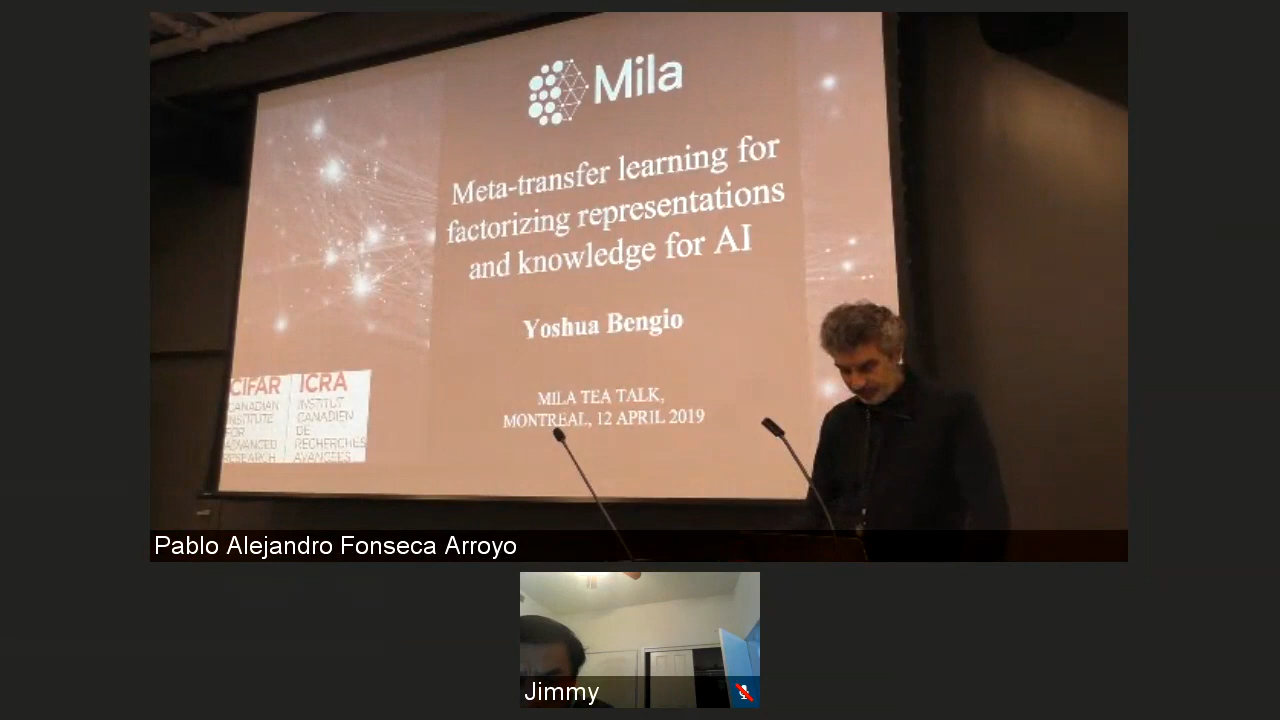 Mila
Meta-transfer learning for
factorizing representations
and knowledge for AI
Yoshua Bengio
MILA TEA TALK,
MONTREAL, 12 APRIL 2019
CIFAR
CANADIAN
INSTITUTE
FOR
ADVANCED
RESEARCH
ICRA
INSTITUT
CANADIEN
DE
RECHERCHES
AVANCÉES
Pablo Alejandro Fonseca Arroyo
Jimmy